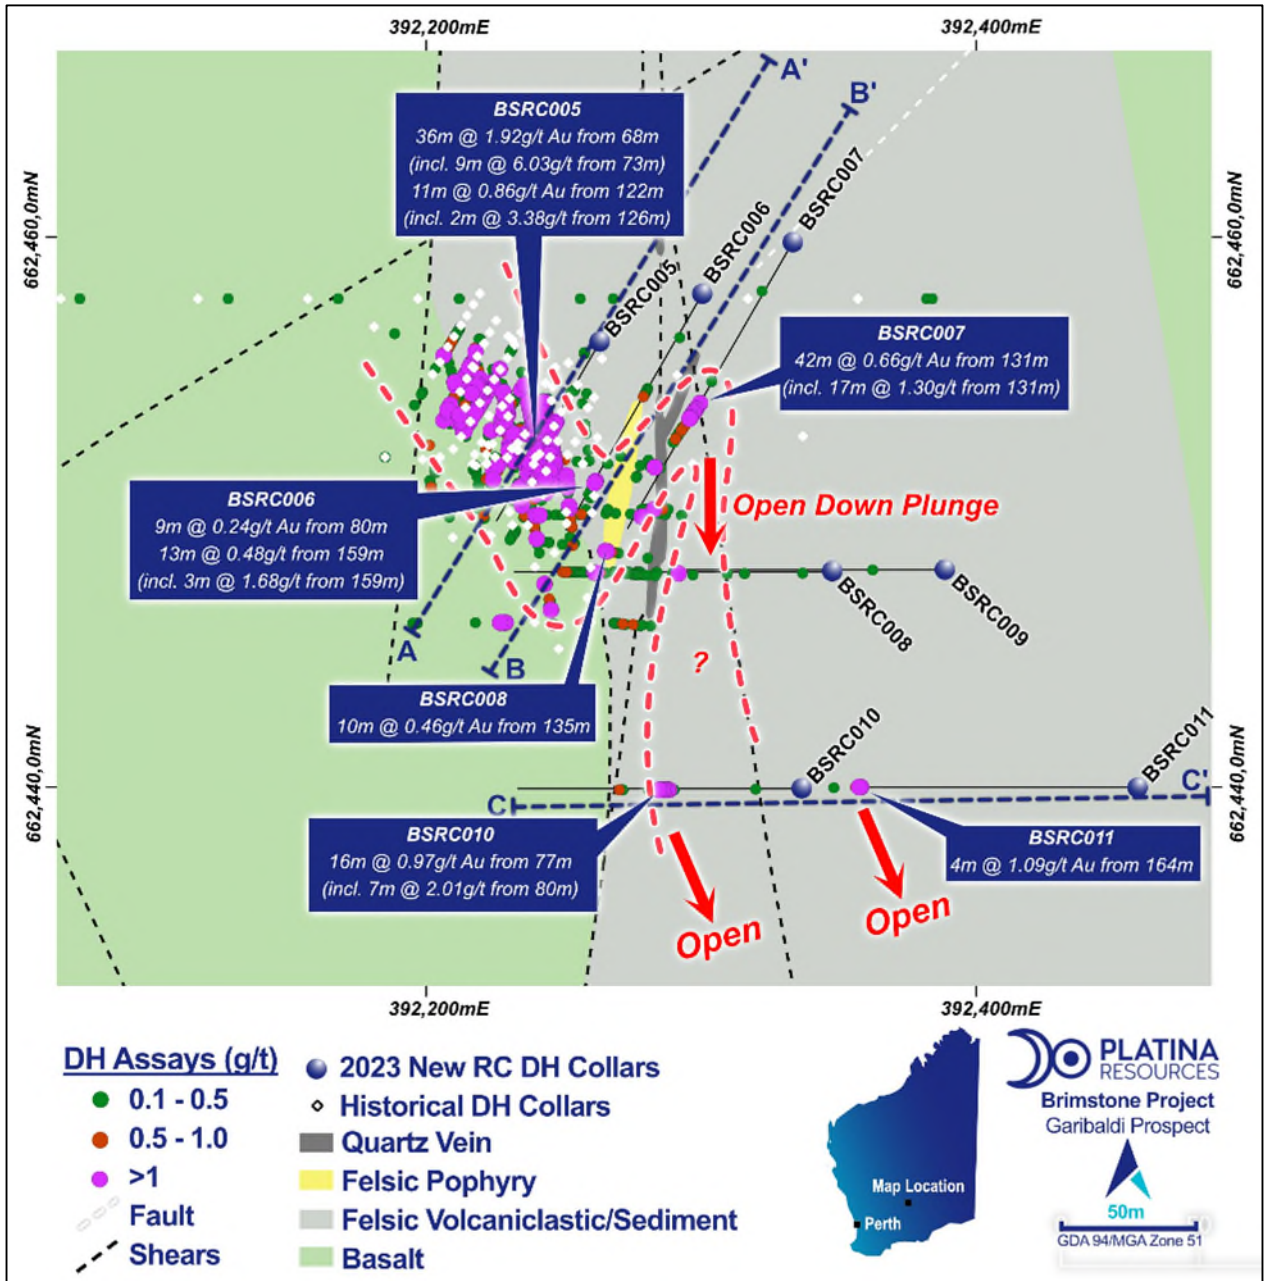 392,200mE
392,400mE
A'
B'
BSRC005
36m @ 1.92g/t Au from 68m
(incl. 9m @ 6.03g/t from 73m)
11m @ 0.86g/t Au from 122m
(incl. 2m @ 3.38g/t from 126m)
BSRC007
BSRC006
BSRC005
662,460,0mN
662,460,0mN
BSRC007
42m @ 0.66g/t Au from 131m
(incl. 17m @ 1.30g/t from 131m)
BSRC006
9m @ 0.24g/t Au from 80m
13m @ 0.48g/t from 159m
(incl. 3m @ 1.68g/t from 159m)
Open Down Plunge
BSRC008
BSRC009
A
B
?
BSRC008
10m @ 0.46g/t Au from 135m
BSRC010
BSRC011
662,440,0mN
662,440,0mN
C
C'
BSRC010
16m @ 0.97g/t Au from 77m
(incl. 7m @ 2.01g/t from 80m)
BSRC011
4m @ 1.09g/t Au from 164m
Open
Open
392,200mE
392,400mE
DH Assays (g/t)
0.1 - 0.5
0.5 - 1.0
>1
Fault
Shears
2023 New RC DH Collars
Historical DH Collars
Quartz Vein
Felsic Pophyry
Felsic Volcaniclastic/Sediment
Basalt
Map Location
Perth
PLATINA
RESOURCES
Brimstone Project
Garibaldi Prospect
50m
GDA 94/MGA Zone 51